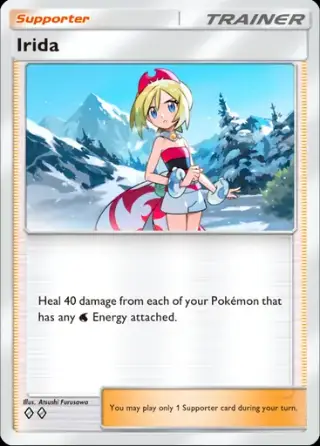 Supporter
TRAINER
Irida
Heal 40 damage from each of your Pokémon that
has any Energy attached.
Illus. Atsushi Furusawa
You may play only 1 Supporter card during your turn.